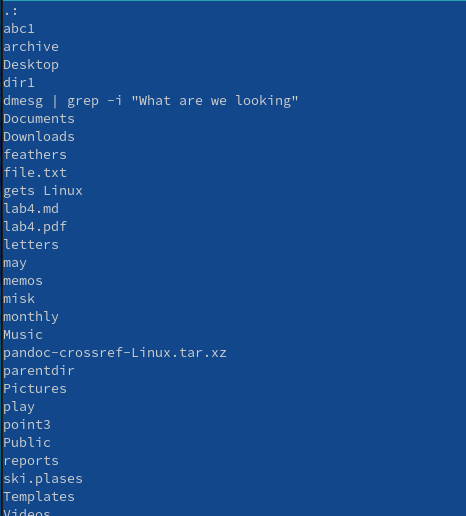 .:
abc1
archive
Desktop
dir1
dmesg | grep -i "What are we looking"
Documents
Downloads
feathers
file.txt
gets Linux
lab4.md
lab4.pdf
letters
may
memos
misk
monthly
Music
pandoc-crossref-Linux.tar.xz
parentdir
Pictures
play
point3
Public
reports
ski.plases
Templates
Videos